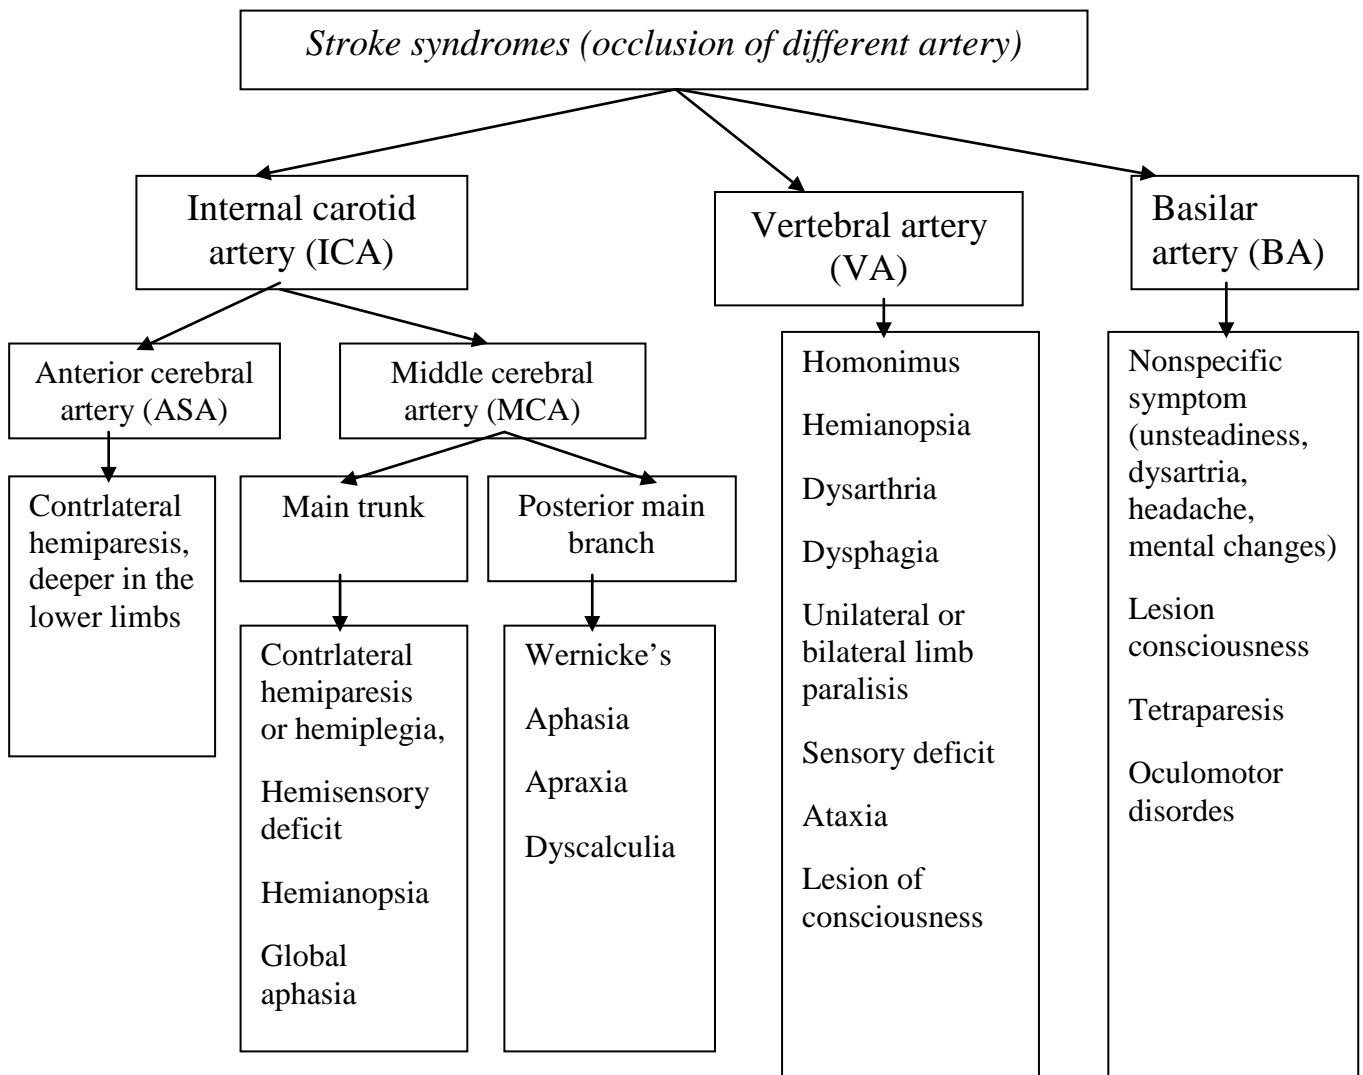 Stroke syndromes (occlusion of different artery)
Internal carotid
artery (ICA)
Vertebral artery
(VA)
Basilar
artery (BA)
Anterior cerebral
artery (ASA)
Middle cerebral
artery (MCA)
Contrlateral
hemiparesis,
deeper in the
lower limbs
Main trunk
Posterior main
branch
Contrlateral
hemiparesis
or hemiplegia,
Hemisensory
deficit
Hemianopsia
Global
aphasia
Wernicke’s
Aphasia
Apraxia
Dyscalculia
Homonimus
Hemianopsia
Dysarthria
Dysphagia
Unilateral or
bilateral limb
paralisis
Sensory deficit
Ataxia
Lesion of
consciousness
Nonspecific
symptom
(unsteadiness,
dysartria,
headache,
mental changes)
Lesion
consciousness
Tetraparesis
Oculomotor
disordes